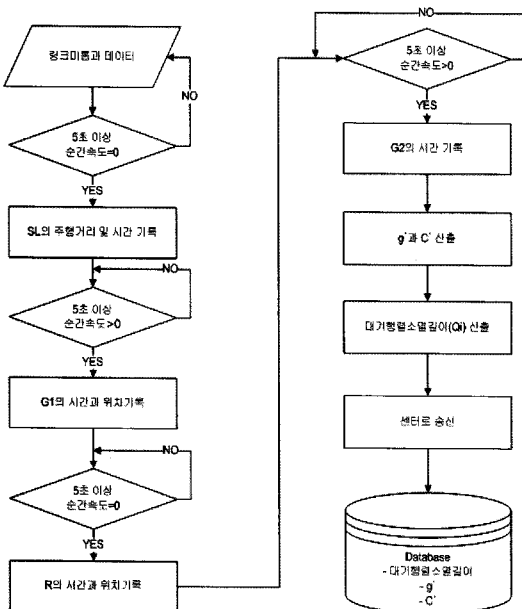 링크미통과 데이터
NO
5초 이상
순간속도=0
YES
SL의 주행거리 및 시간 기록
NO
5초 이상
순간속도>0
YES
G1의 시간과 위치기록
NO
5초 이상
순간속도=0
YES
R의 시간과 위치기록
NO
5초 이상
순간속도>0
YES
G2의 시간 기록
g'과 C' 산출
대기행렬소멸길이(Qi) 산출
센터로 송신
Database
- 대기행렬소멸길이
- g'
- C'